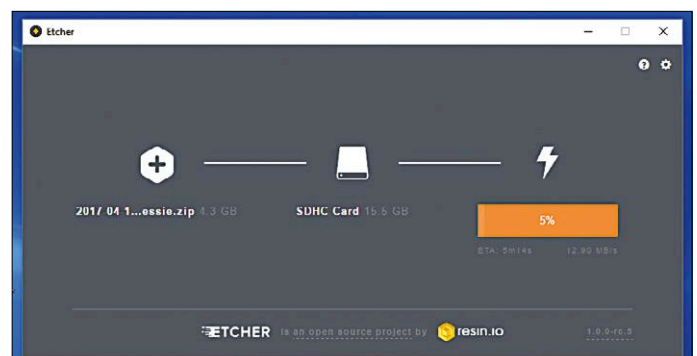 Etcher
2017 04 1...essie.zip 4.3 GB
SDHC Card 15.5 GB
5%
ETA: 5m14s
12.90 MB/s
ETCHER is an open source project by resin.io
1.0.0-rc.5